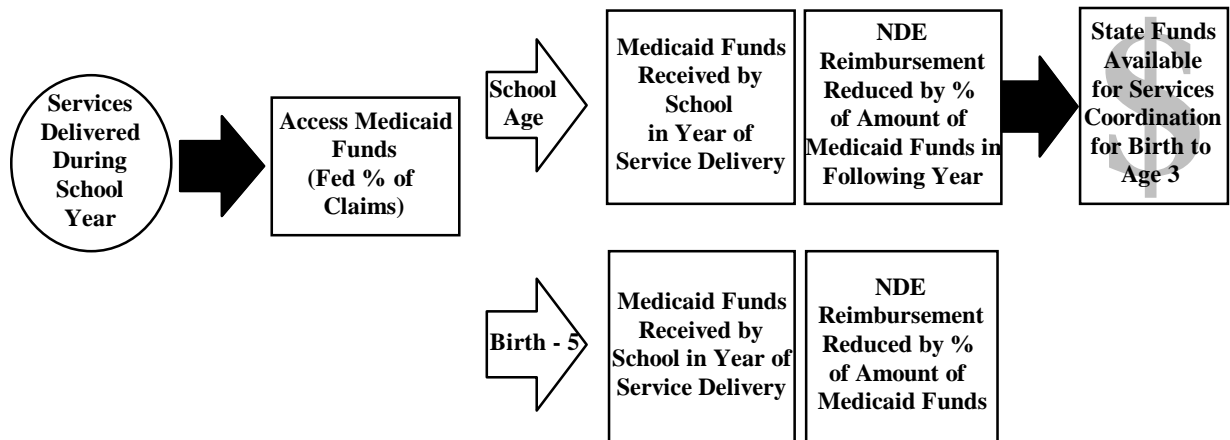 Services
Delivered
During
School
Year
Access Medicaid
Funds
(Fed % of
Claims)
School
Age
Medicaid Funds
Received by
School
in Year of
Service Delivery
NDE
Reimbursement
Reduced by %
of Amount of
Medicaid Funds in
Following Year
$
State Funds
Available
for Services
Coordination
for Birth to
Age 3
Birth - 5
Medicaid Funds
Received by
School in Year of
Service Delivery
NDE
Reimbursement
Reduced by %
of Amount of
Medicaid Funds